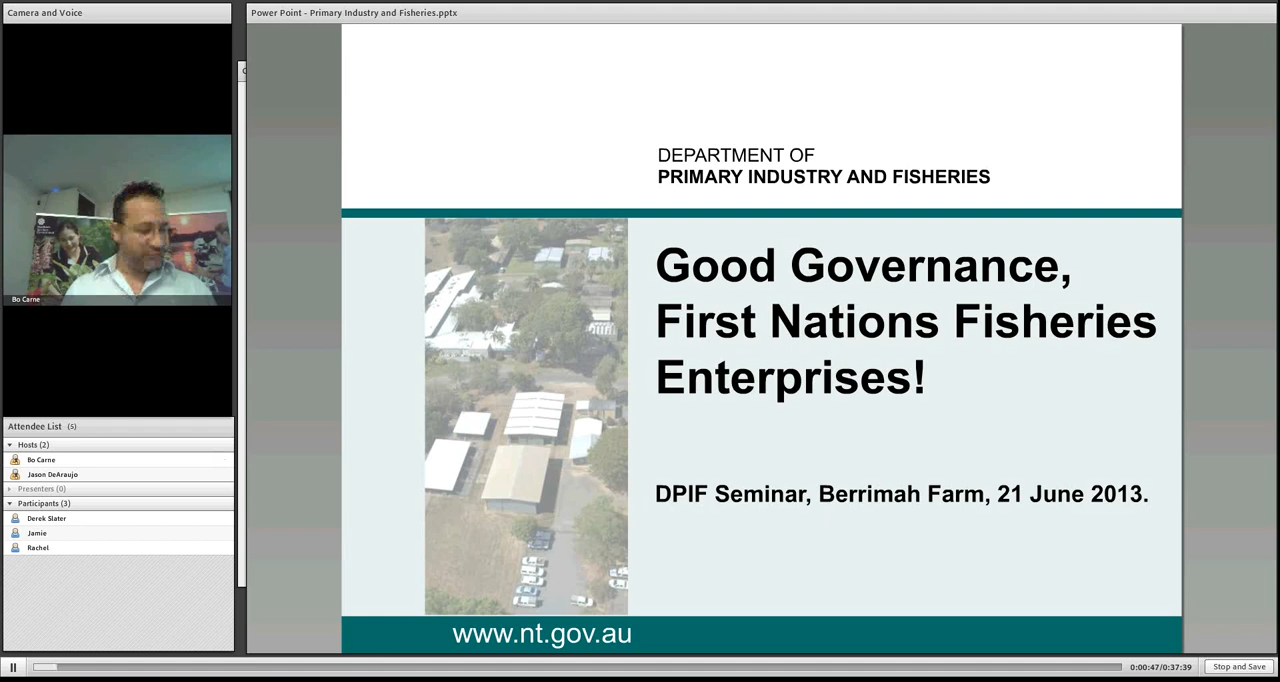 Camera and Voice
Bo Carne
Attendee List (5)
Hosts (2)
Bo Carne
Jason DeAraujo
Presenters (0)
Participants (3)
Derek Slater
Jamie
Rachel
Power Point - Primary Industry and Fisheries.pptx
DEPARTMENT OF
PRIMARY INDUSTRY AND FISHERIES
Good Governance,
First Nations Fisheries
Enterprises!
DPIF Seminar, Berrimah Farm, 21 June 2013.
www.nt.gov.au
0:00:47/0:37:39
Stop and Save